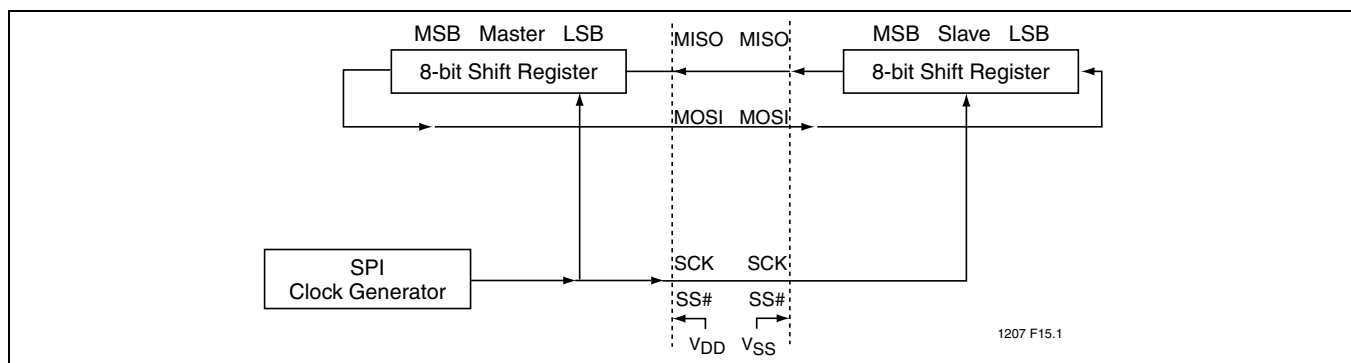 MSB Master LSB
MISO MISO
MSB Slave LSB
8-bit Shift Register
8-bit Shift Register
MOSI MOSI
SPI
Clock Generator
SCK SCK
SS# SS#
VDD VSS
1207 F15.1